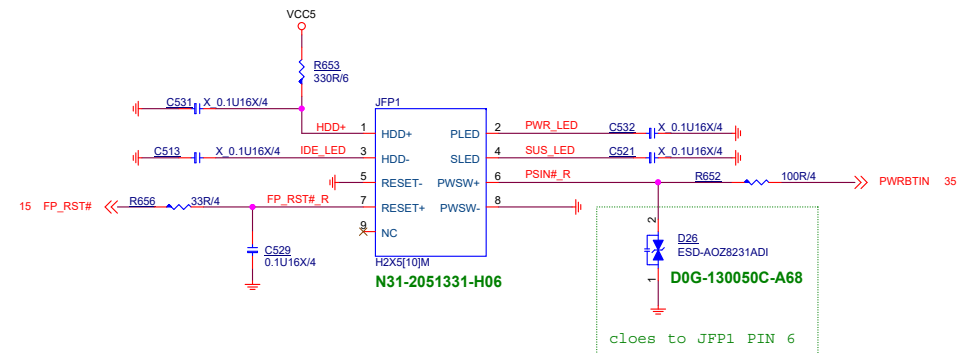 VCC5
R653
330R/6
C531 X_0.1U16X/4
JFP1
HDD+ 1 HDD+ PLED 2 PWR_LED C532 X_0.1U16X/4
C513 X_0.1U16X/4 IDE_LED 3 HDD- SLED 4 SUS_LED C521 X_0.1U16X/4
5 RESET- PWSW+ 6 PSIN#_R R652 100R/4 PWRBTIN 35
15 FP_RST# R656 33R/4 FP_RST#_R 7 RESET+ PWSW- 8
9 NC
C529
0.1U16X/4
H2X5[10]M
N31-2051331-H06
2
D26
ESD-AOZ8231ADI
1
D0G-130050C-A68
cloes to JFP1 PIN 6